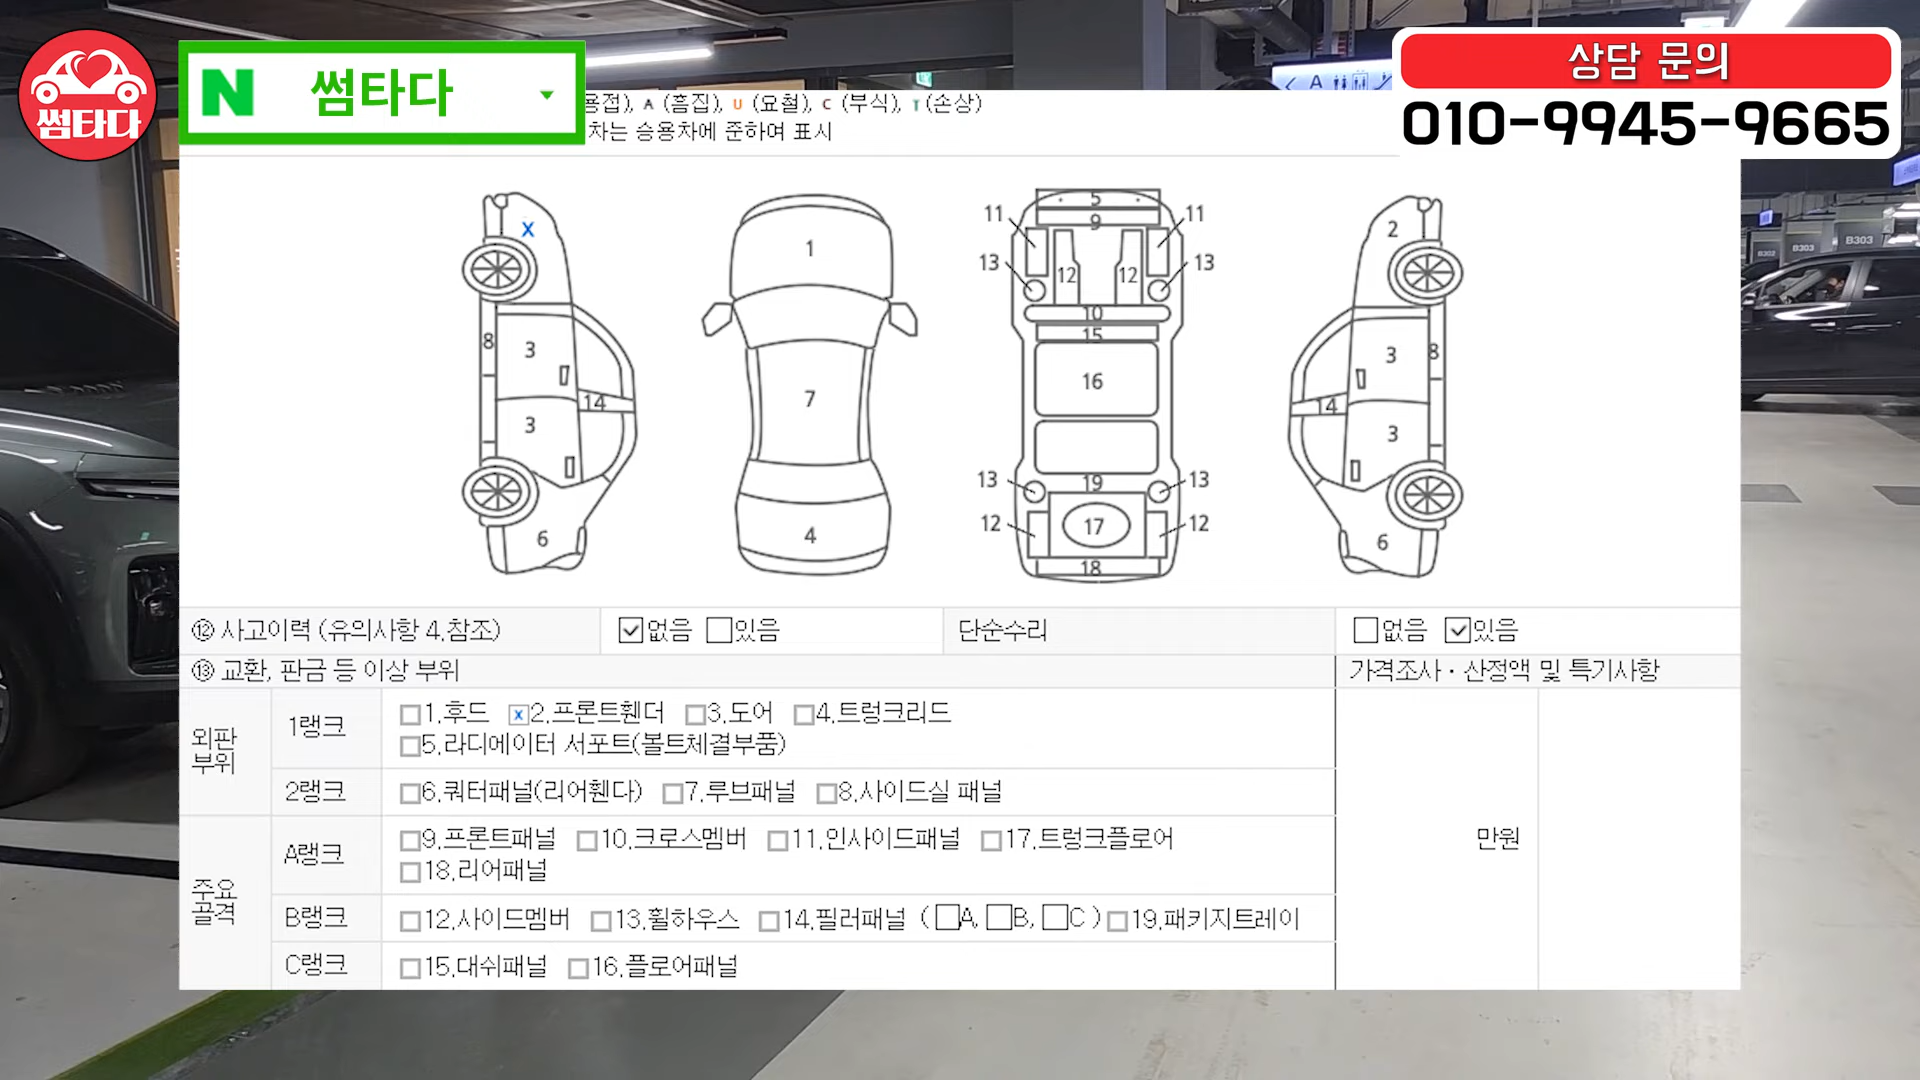 썸타다
N 썸타다
상담 문의
010-9945-9665
용접), A (흠집), U (요철), C (부식), T (손상)
차는 승용차에 준하여 표시
A
B302
B303
B303
X
8
3
3
14
6
1
7
4
5
9
11
11
13
13
12
12
10
15
16
13
13
19
12
12
17
18
2
3
8
14
3
6
⑫ 사고이력 (유의사항 4.참조)
없음 있음
단순수리
없음 있음
⑬ 교환, 판금 등 이상 부위
가격조사·산정액 및 특기사항
외판
부위
1랭크
1.후드 x 2.프론트휀더 3.도어 4.트렁크리드
5.라디에이터 서포트(볼트체결부품)
2랭크
6.쿼터패널(리어휀다) 7.루브패널 8.사이드실 패널
주요
골격
A랭크
9.프론트패널 10.크로스멤버 11.인사이드패널 17.트렁크플로어
18.리어패널
B랭크
12.사이드멤버 13.휠하우스 14.필러패널 ( A, B, C ) 19.패키지트레이
C랭크
15.대쉬패널 16.플로어패널
만원